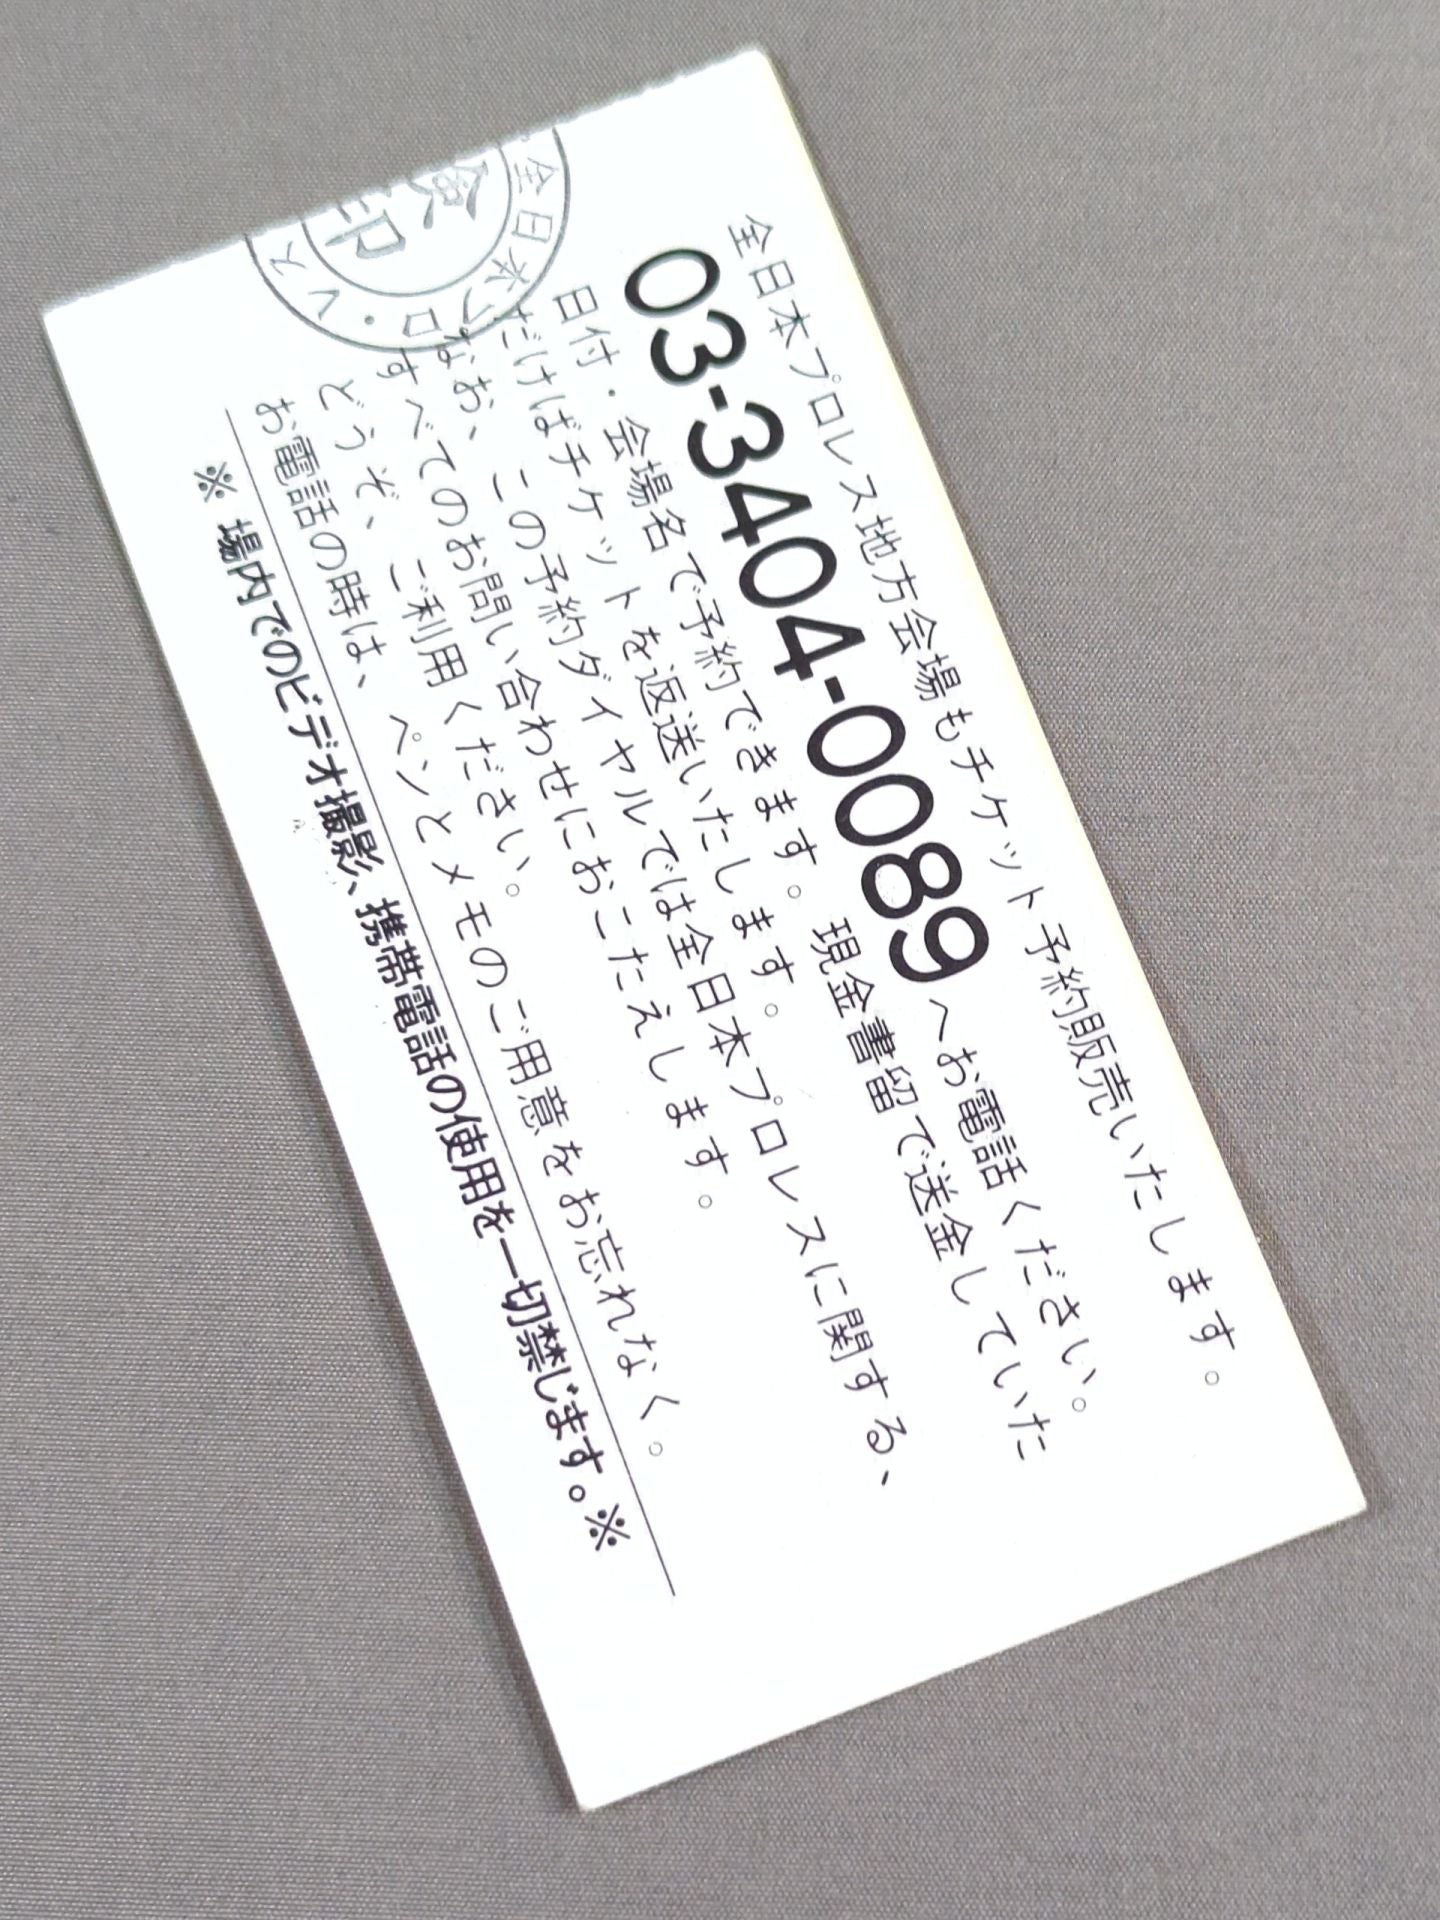 全日本プロレス地方会場もチケット予約販売いたします。
03-3404-0089へお電話ください。
日付・会場名で予約できます。現金書留で送金していた
だければチケットを返送いたします。
なお、この予約ダイヤルでは全日本プロレスに関する、
すべてのお問い合わせにおこたえします。
どうぞ、ご利用ください。
お電話の時は、ペンとメモのご用意をお忘れなく。
※場内でのビデオ撮影、携帯電話の使用を一切禁じます。※
全日本プロ・レス
印